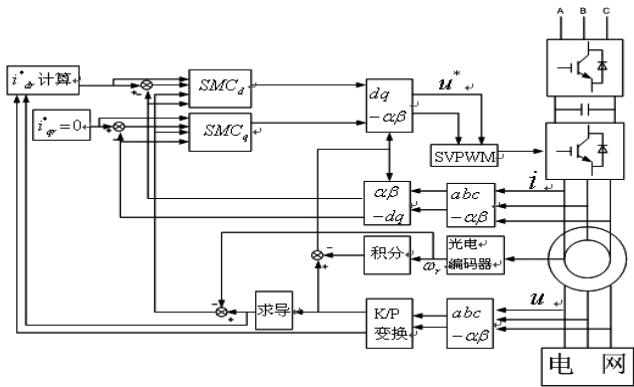 A B C
i*dr 计算
SMCd
dq
-αβ
u*
i*qr=0
SMCq
SVPWM
i
αβ
-dq
abc
-αβ
积分
ωr
光电
编码器
u
求导
K/P
变换
abc
-αβ
电 网